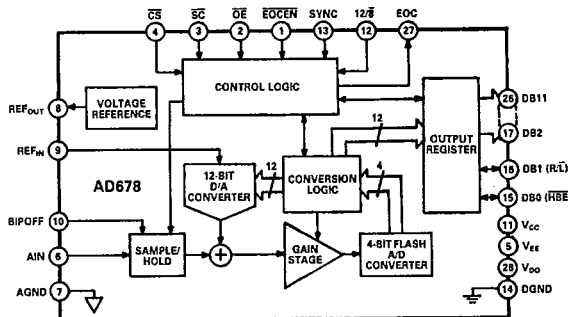 CS SC OE EOCEN SYNC 12/8 EOC
4 3 2 1 13 12 27
CONTROL LOGIC
REFOUT 8 VOLTAGE REFERENCE
REFIN 9
AD678
12-BIT D/A CONVERTER
12
CONVERSION LOGIC
12
4
OUTPUT REGISTER
26 DB11
17 DB2
16 DB1 (R/L)
15 DB0 (HBE)
11 VCC
5 VEE
28 VDD
14 DGND
BIPOFF 10
AIN 6
AGND 7
SAMPLE/HOLD
+
GAIN STAGE
4-BIT FLASH A/D CONVERTER